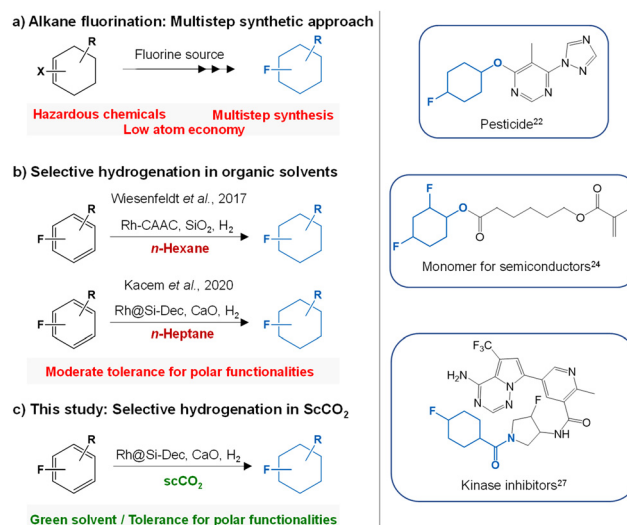 a) Alkane fluorination: Multistep synthetic approach
R
X
Fluorine source
R
F
Hazardous chemicals
Multistep synthesis
Low atom economy
b) Selective hydrogenation in organic solvents
Wiesenfeldt et al., 2017
R
F
Rh-CAAC, SiO2, H2
n-Hexane
R
F
Kacem et al., 2020
R
F
Rh@Si-Dec, CaO, H2
n-Heptane
R
F
Moderate tolerance for polar functionalities
c) This study: Selective hydrogenation in ScCO2
R
F
Rh@Si-Dec, CaO, H2
scCO2
R
F
Green solvent / Tolerance for polar functionalities
N
O
N
N
F
N
N
Pesticide22
F
O
O
O
F
O
Monomer for semiconductors24
F3C
N
H2N
N
N
N
F
F
O
N
NH
O
Kinase inhibitors27